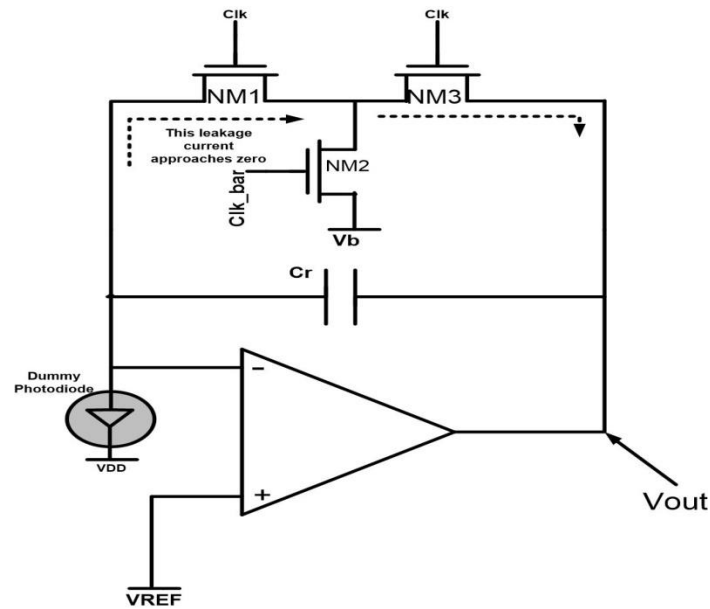 Clk
Clk
NM1
NM3
This leakage
current
approaches zero
NM2
Clk_bar
Vb
Cr
Dummy
Photodiode
-
VDD
+
Vout
VREF